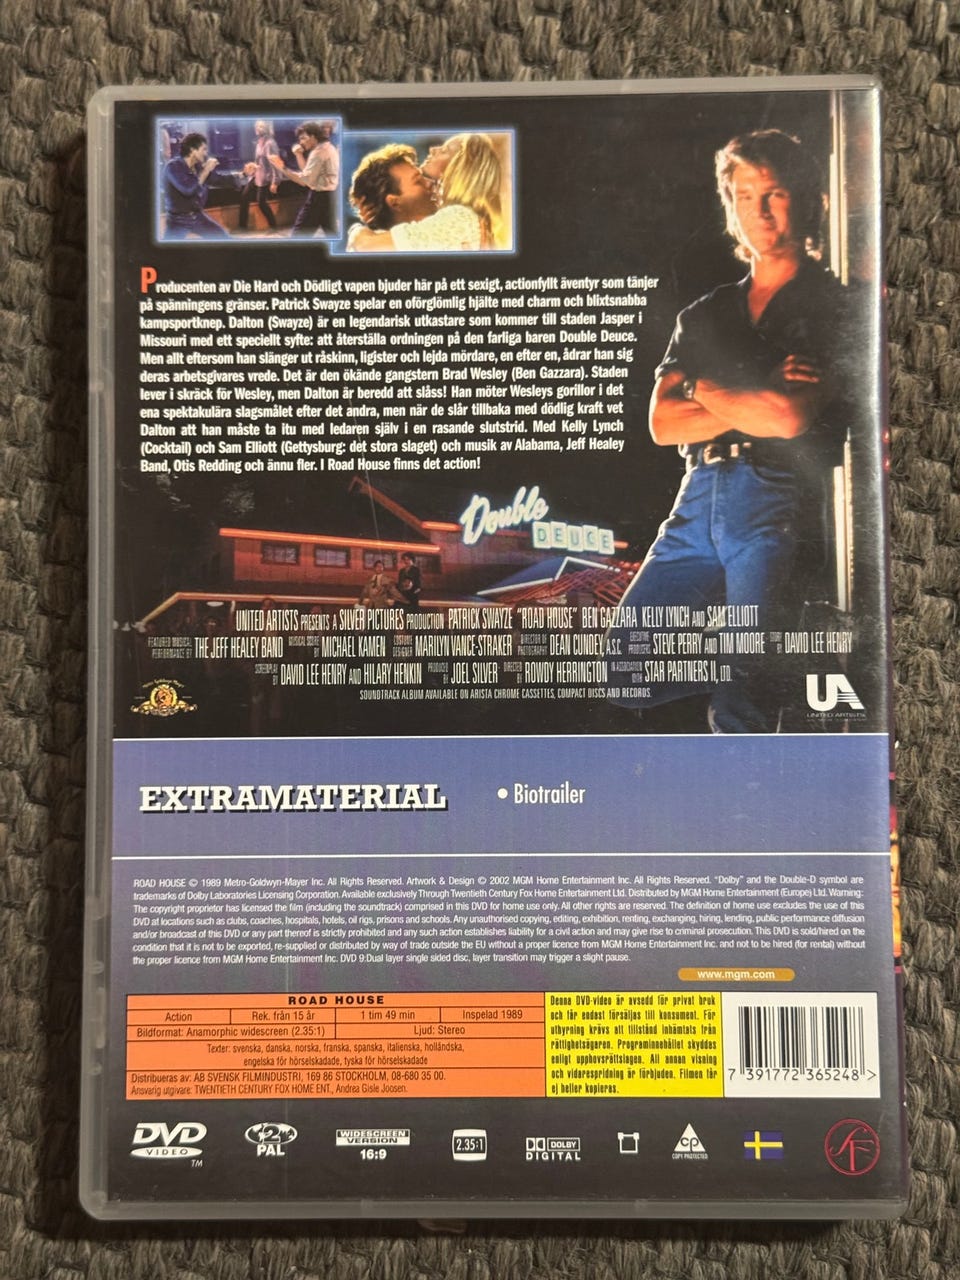 Producenten av Die Hard och Dödligt vapen bjuder här på ett sexigt, actionfyllt äventyr som tänjer
på spänningens gränser. Patrick Swayze spelar en oförglömlig hjälte med charm och blixtsnabba
kampsportknep. Dalton (Swayze) är en legendarisk utkastare som kommer till staden Jasper i
Missouri med ett speciellt syfte: att återställa ordningen på den farliga baren Double Deuce.
Men allt eftersom han slänger ut råskinn, ligister och lejda mördare, en efter en, ådrar han sig
deras arbetsgivares vrede. Det är den ökände gangstern Brad Wesley (Ben Gazzara). Staden
lever i skräck för Wesley, men Dalton är beredd att slåss! Han möter Wesleys gorillor i det
ena spektakulära slagsmålet efter det andra, men när de slår tillbaka med dödlig kraft vet
Dalton att han måste ta itu med ledaren själv i en rasande slutstrid. Med Kelly Lynch
(Cocktail) och Sam Elliott (Gettysburg: det stora slaget) och musik av Alabama, Jeff Healey
Band, Otis Redding och ännu fler. I Road House finns det action!
Double
DEUCE
UNITED ARTISTS PRESENTS A SILVER PICTURES PRODUCTION PATRICK SWAYZE "ROAD HOUSE" BEN GAZZARA KELLY LYNCH AND SAM ELLIOTT
FEATURED MUSICAL PERFORMANCE BY THE JEFF HEALEY BAND MUSICAL SCORE BY MICHAEL KAMEN COSTUME DESIGNER MARILYN VANCE-STRAKER DIRECTOR OF PHOTOGRAPHY DEAN CUNDEY, A.S.C. EXECUTIVE PRODUCERS STEVE PERRY AND TIM MOORE STORY BY DAVID LEE HENRY
SCREENPLAY BY DAVID LEE HENRY AND HILARY HENKIN PRODUCED BY JOEL SILVER DIRECTED BY ROWDY HERRINGTON IN ASSOCIATION WITH STAR PARTNERS II, LTD.
SOUNDTRACK ALBUM AVAILABLE ON ARISTA CHROME CASSETTES, COMPACT DISCS AND RECORDS.
UA
UNITED ARTISTS
EXTRAMATERIAL
• Biotrailer
ROAD HOUSE © 1989 Metro-Goldwyn-Mayer Inc. All Rights Reserved. Artwork & Design © 2002 MGM Home Entertainment Inc. All Rights Reserved. "Dolby" and the Double-D symbol are
trademarks of Dolby Laboratories Licensing Corporation. Available exclusively Through Twentieth Century Fox Home Entertainment Ltd. Distributed by MGM Home Entertainment (Europe) Ltd. Warning:
The copyright proprietor has licensed the film (including the soundtrack) comprised in this DVD for home use only. All other rights are reserved. The definition of home use excludes the use of this
DVD at locations such as clubs, coaches, hospitals, hotels, oil rigs, prisons and schools. Any unauthorised copying, editing, exhibition, renting, exchanging, hiring, lending, public performance diffusion
and/or broadcast of this DVD or any part thereof is strictly prohibited and any such action establishes liability for a civil action and may give rise to criminal prosecution. This DVD is sold/hired on the
condition that it is not to be exported, re-supplied or distributed by way of trade outside the EU without a proper licence from MGM Home Entertainment Inc. and not to be hired (for rental) without
the proper licence from MGM Home Entertainment Inc. DVD 9:Dual layer single sided disc, layer transition may trigger a slight pause.
www.mgm.com
ROAD HOUSE
Action Rek. från 15 år 1 tim 49 min Inspelad 1989
Bildformat: Anamorphic widescreen (2.35:1) Ljud: Stereo
Texter: svenska, danska, norska, franska, spanska, italienska, holländska,
engelska för hörselskadade, tyska för hörselskadade
Distribueras av: AB SVENSK FILMINDUSTRI, 169 86 STOCKHOLM, 08-680 35 00.
Ansvarig utgivare: TWENTIETH CENTURY FOX HOME ENT., Andrea Gisle Joosen.
Denna DVD-video är avsedd för privat bruk
och får endast försäljas till konsument. För
uthyrning krävs att tillstånd inhämtats från
rättighetsägaren. Programinnehållet skyddas
enligt upphovsrättslagen. All annan visning
och vidarespridning är förbjuden. Filmen får
ej heller kopieras.
7 391772 365248 >
DVD
VIDEO
TM
2
PAL
WIDESCREEN
VERSION
16:9
2.35:1
DOLBY
DIGITAL
CP
COPY PROTECTED
SF